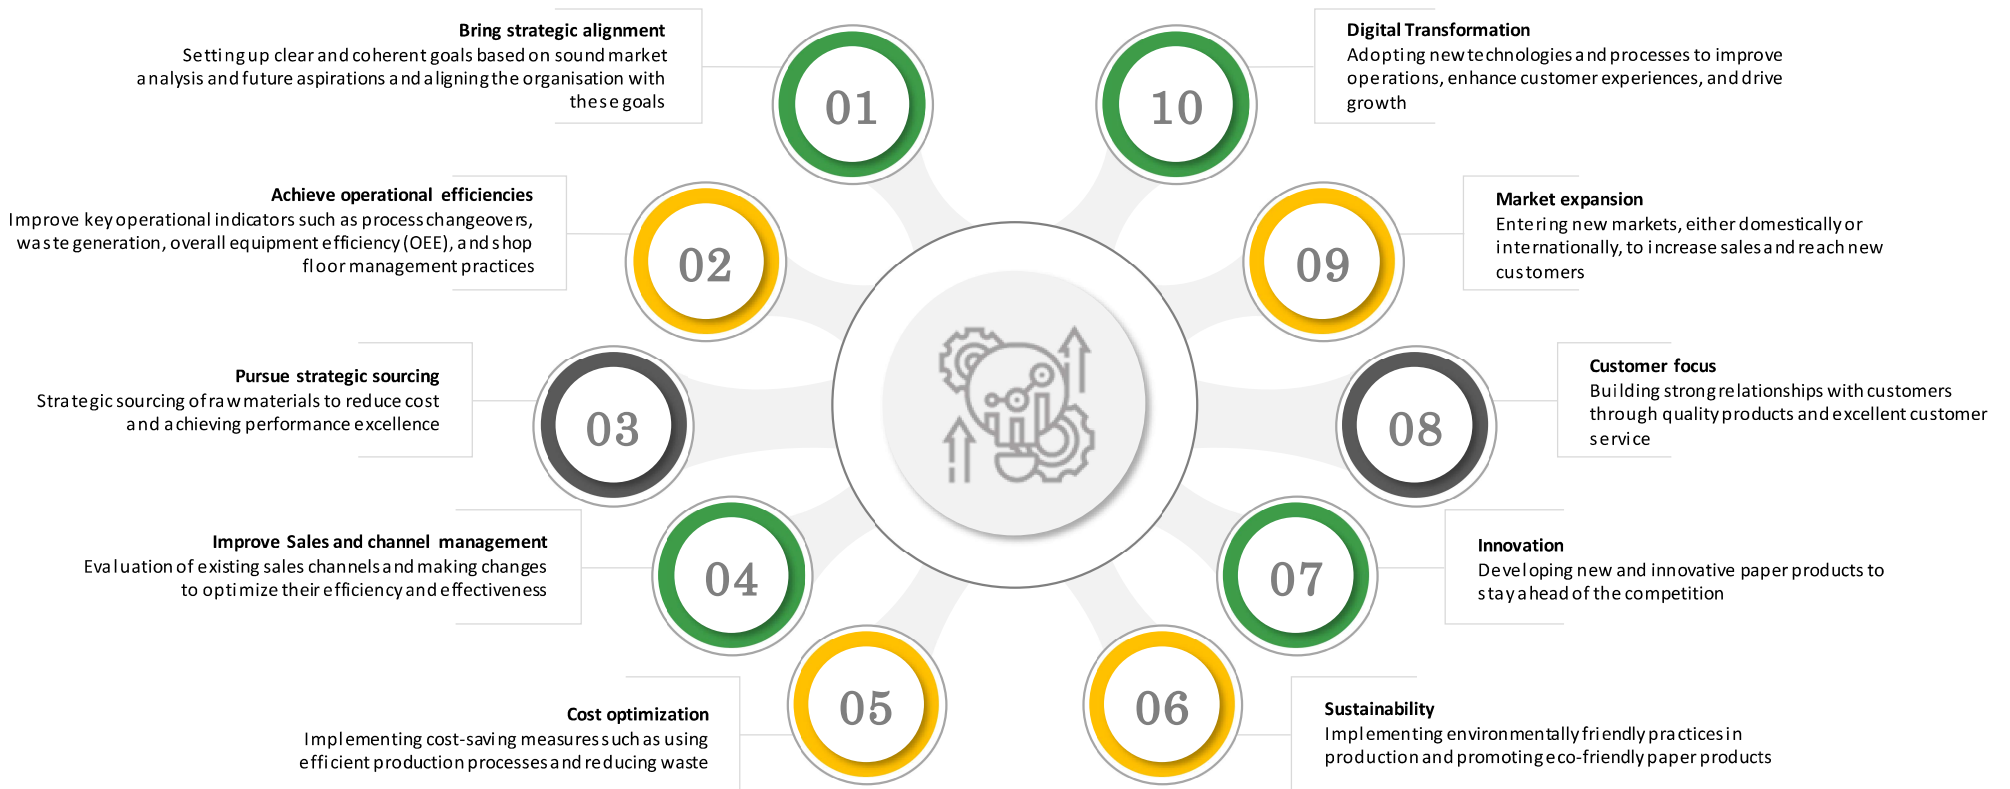 Bring strategic alignment
Setting up clear and coherent goals based on sound market
analysis and future aspirations and aligning the organisation with
these goals
01
Achieve operational efficiencies
Improve key operational indicators such as process changeovers,
waste generation, overall equipment efficiency (OEE), and shop
floor management practices
02
Pursue strategic sourcing
Strategic sourcing of raw materials to reduce cost
and achieving performance excellence
03
Improve Sales and channel management
Evaluation of existing sales channels and making changes
to optimize their efficiency and effectiveness
04
Cost optimization
Implementing cost-saving measures such as using
efficient production processes and reducing waste
05
06
Sustainability
Implementing environmentally friendly practices in
production and promoting eco-friendly paper products
07
Innovation
Developing new and innovative paper products to
stay ahead of the competition
08
Customer focus
Building strong relationships with customers
through quality products and excellent customer
service
09
Market expansion
Entering new markets, either domestically or
internationally, to increase sales and reach new
customers
10
Digital Transformation
Adopting new technologies and processes to improve
operations, enhance customer experiences, and drive
growth